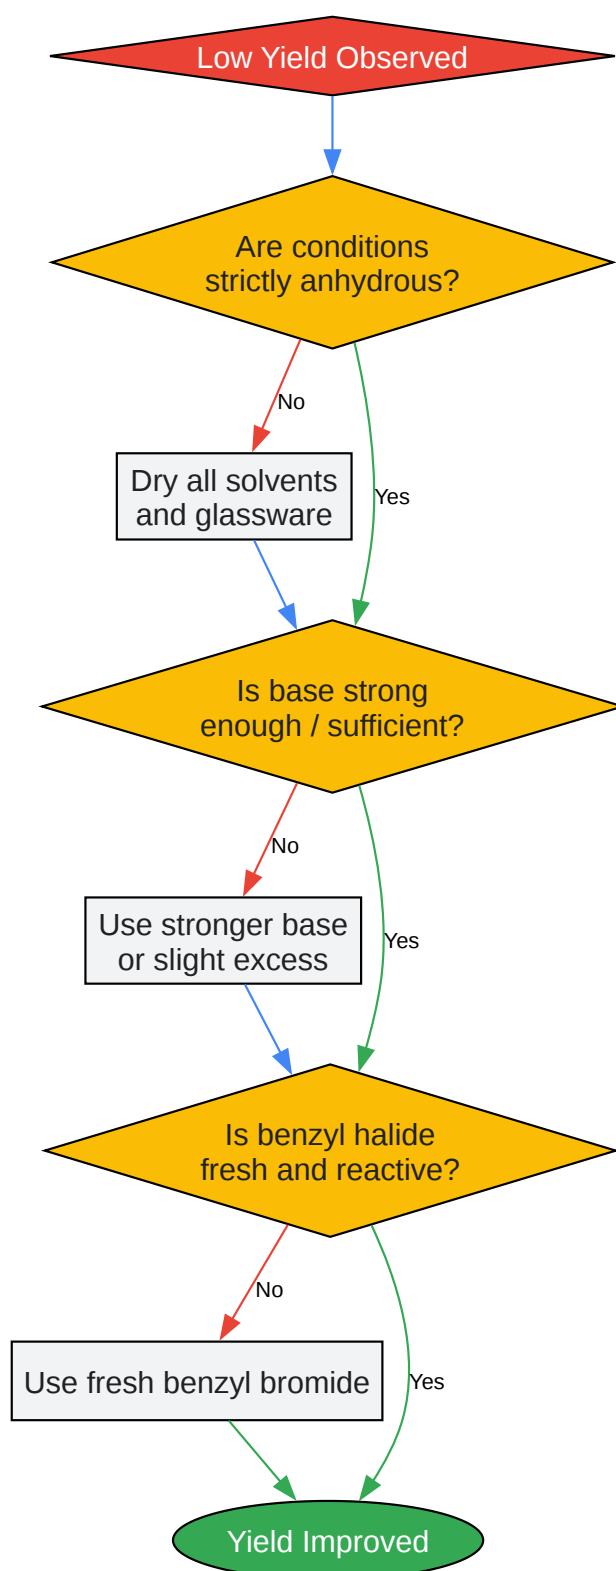 Low Yield Observed
Are conditions
strictly anhydrous?
No
Dry all solvents
and glassware
Yes
Is base strong
enough / sufficient?
No
Use stronger base
or slight excess
Yes
Is benzyl halide
fresh and reactive?
No
Use fresh benzyl bromide
Yes
Yield Improved